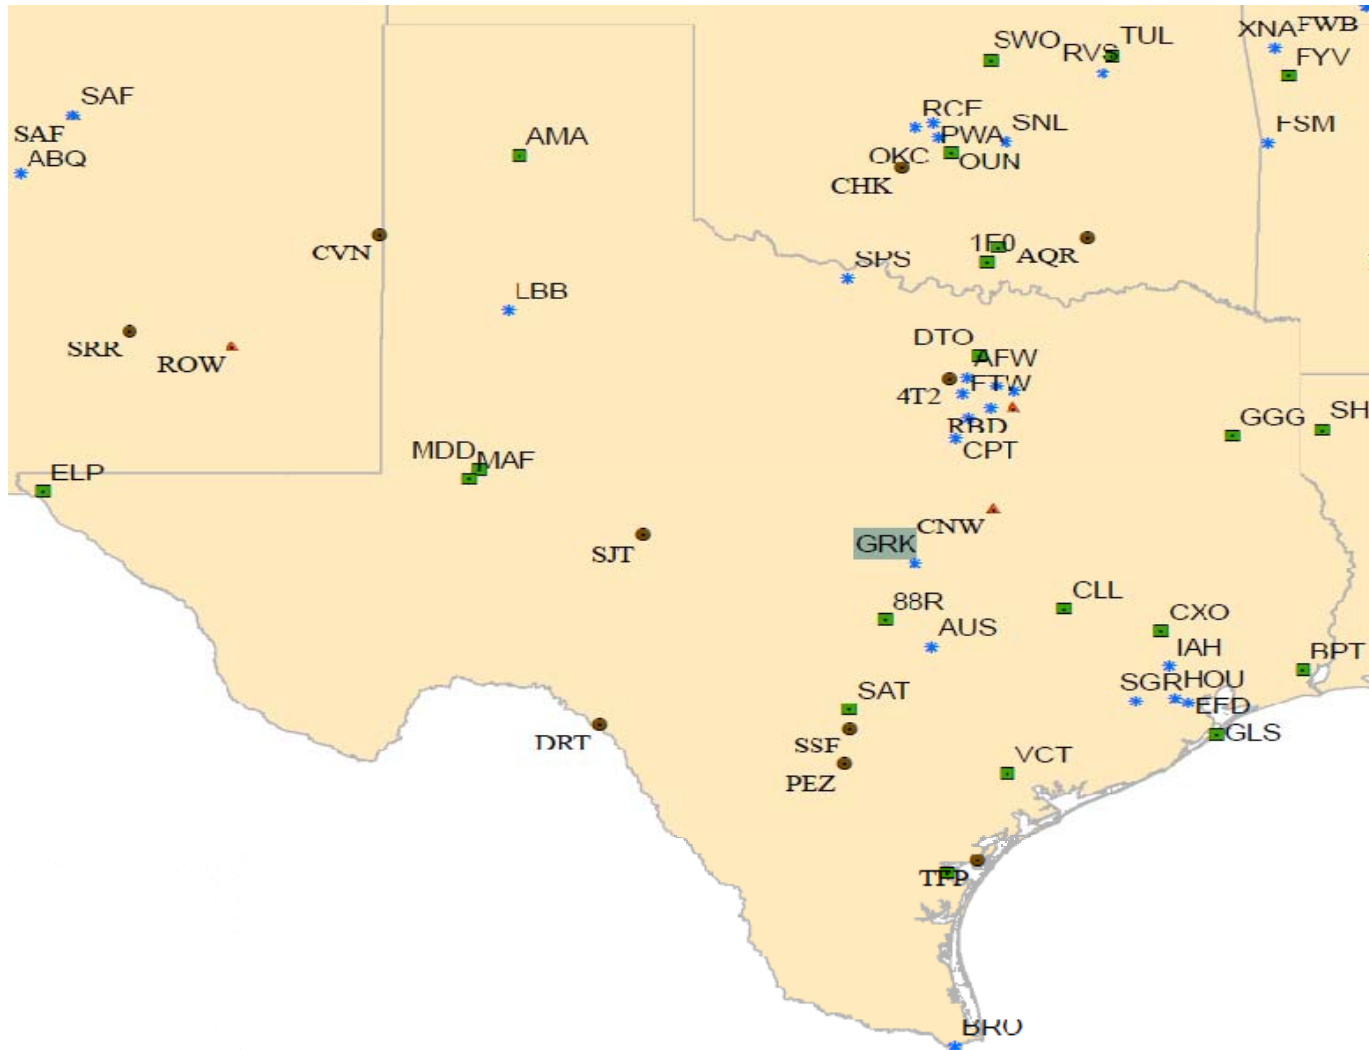 XNA FWB
SWO RVS TUL
FYV
SAF
RCE
PWA SNL
FSM
SAF
ABQ
AMA
OKC OUN
CHK
CVN
1F0 AQR
SPS
LBB
SRR ROW
DTO AFW
4T2 FTW
RBD
CPT
GGG SH
MDD MAF
ELP
CNW
GRK
SJT
88R CLL
AUS
CXO
IAH
BPT
SGR HOU
EFD
SAT
GLS
DRT SSF
PEZ VCT
TFP
BRO